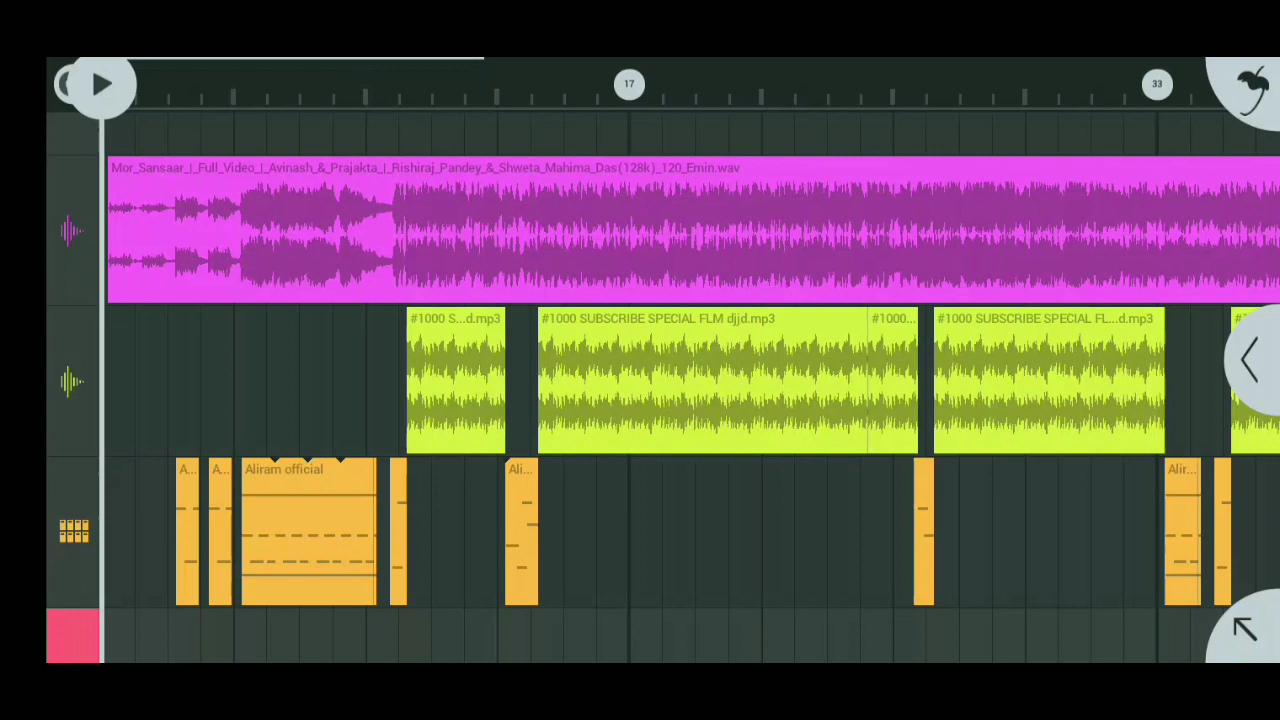 17
33
Mor_Sansaar_|_Full_Video_|_Avinash_&_Prajakta_|_Rishiraj_Pandey_&_Shweta_Mahima_Das(128k)_120_Emin.wav
#1000 S...d.mp3
#1000 SUBSCRIBE SPECIAL FLM djjd.mp3
#1000...
#1000 SUBSCRIBE SPECIAL FL...d.mp3
A...
A...
Aliram official
Ali...
Alir...